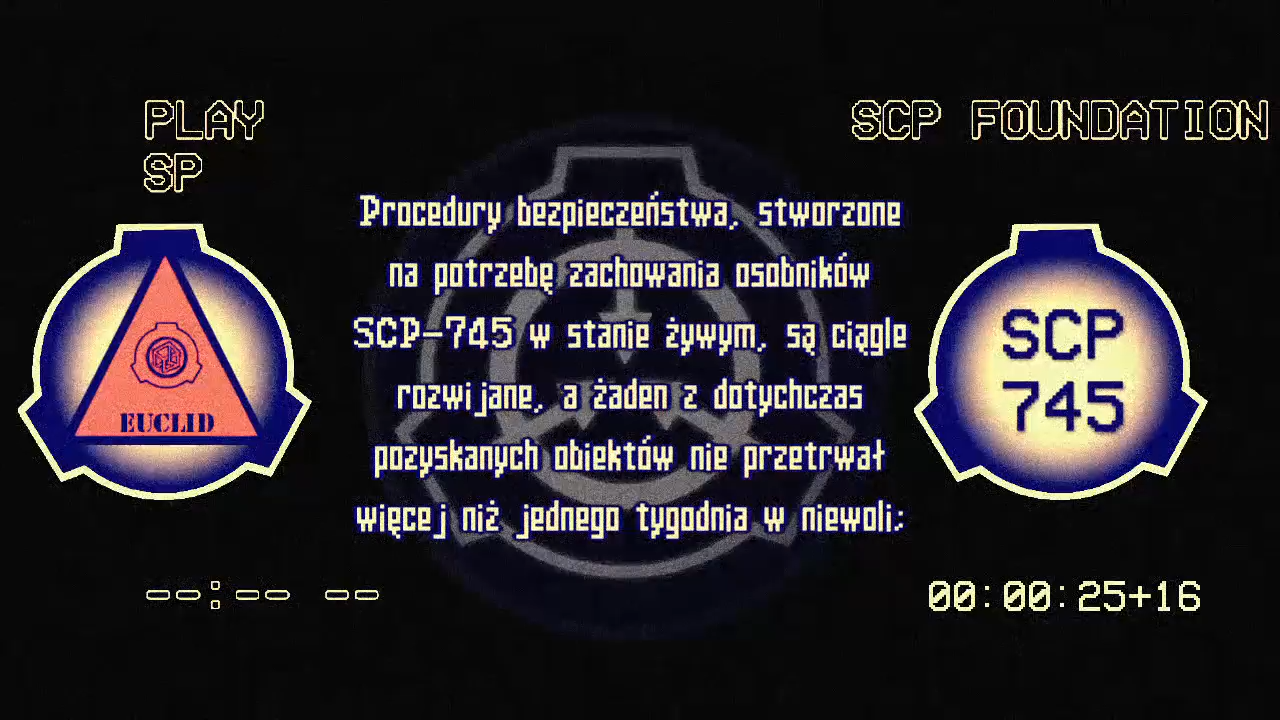 PLAY
SP
SCP FOUNDATION
Procedury bezpieczeństwa, stworzone
na potrzebę zachowania osobników
SCP-745 w stanie żywym, są ciągle
rozwijane, a żaden z dotychczas
pozyskanych obiektów nie przetrwał
więcej niż jednego tygodnia w niewoli;
EUCLID
SCP
745
--:-- --
00:00:25+16